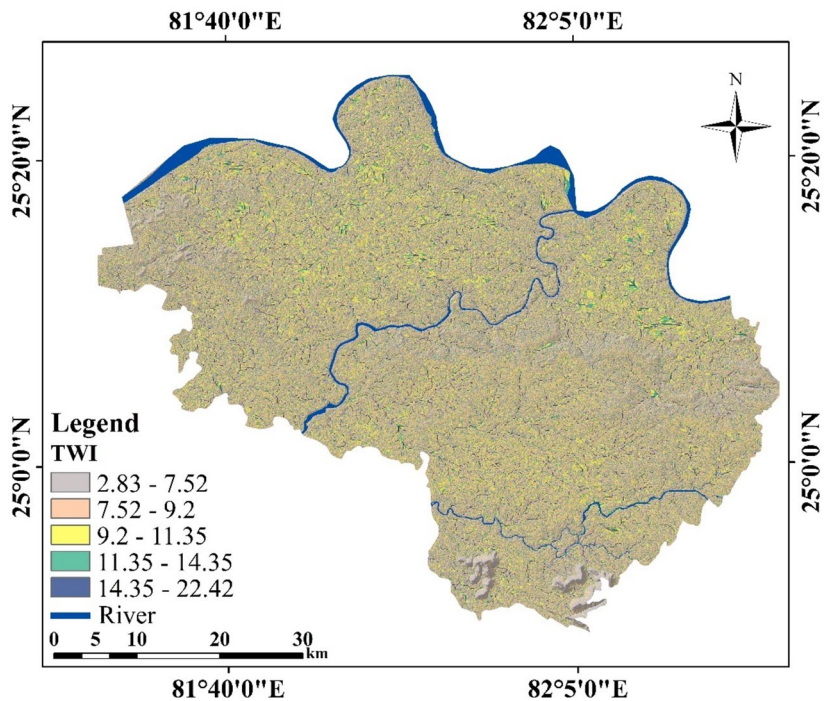 81°40'0"E 82°5'0"E
N
25°20'0"N 25°20'0"N
25°0'0"N 25°0'0"N
Legend
TWI
2.83 - 7.52
7.52 - 9.2
9.2 - 11.35
11.35 - 14.35
14.35 - 22.42
River
0 5 10 20 30
km
81°40'0"E 82°5'0"E